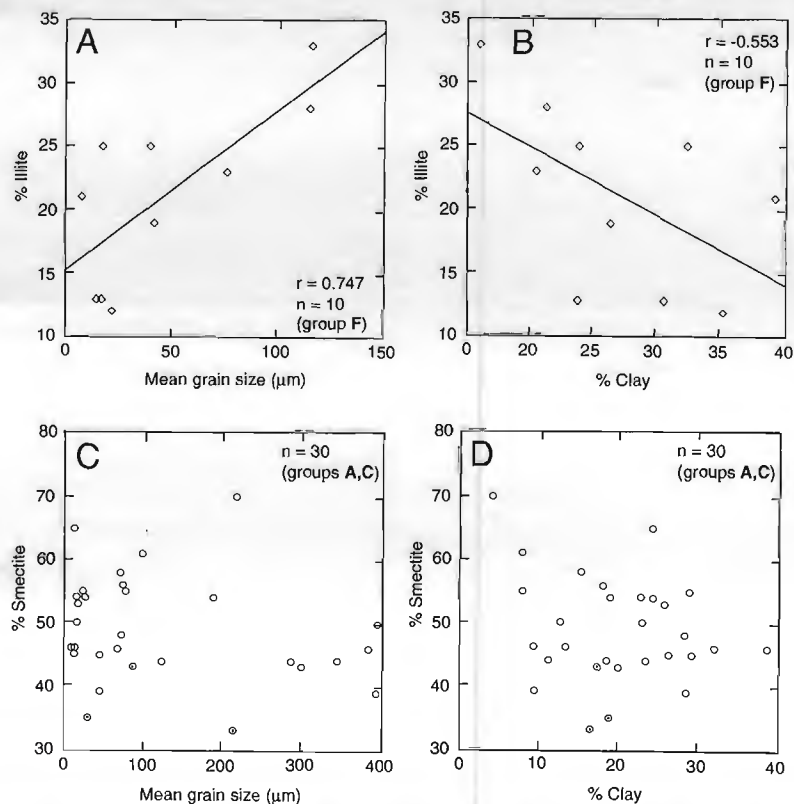 A
35
30
25
20
15
10
% Illite
r = 0.747
n = 10
(group F)
0 50 100 150
Mean grain size (µm)
B
r = -0.553
n = 10
(group F)
35
30
25
20
15
10
% Illite
0 20 25 30 35 40
% Clay
C
n = 30
(groups A,C)
80
70
60
50
40
30
% Smectite
0 100 200 300 400
Mean grain size (µm)
D
n = 30
(groups A,C)
80
70
60
50
40
30
% Smectite
0 10 20 30 40
% Clay